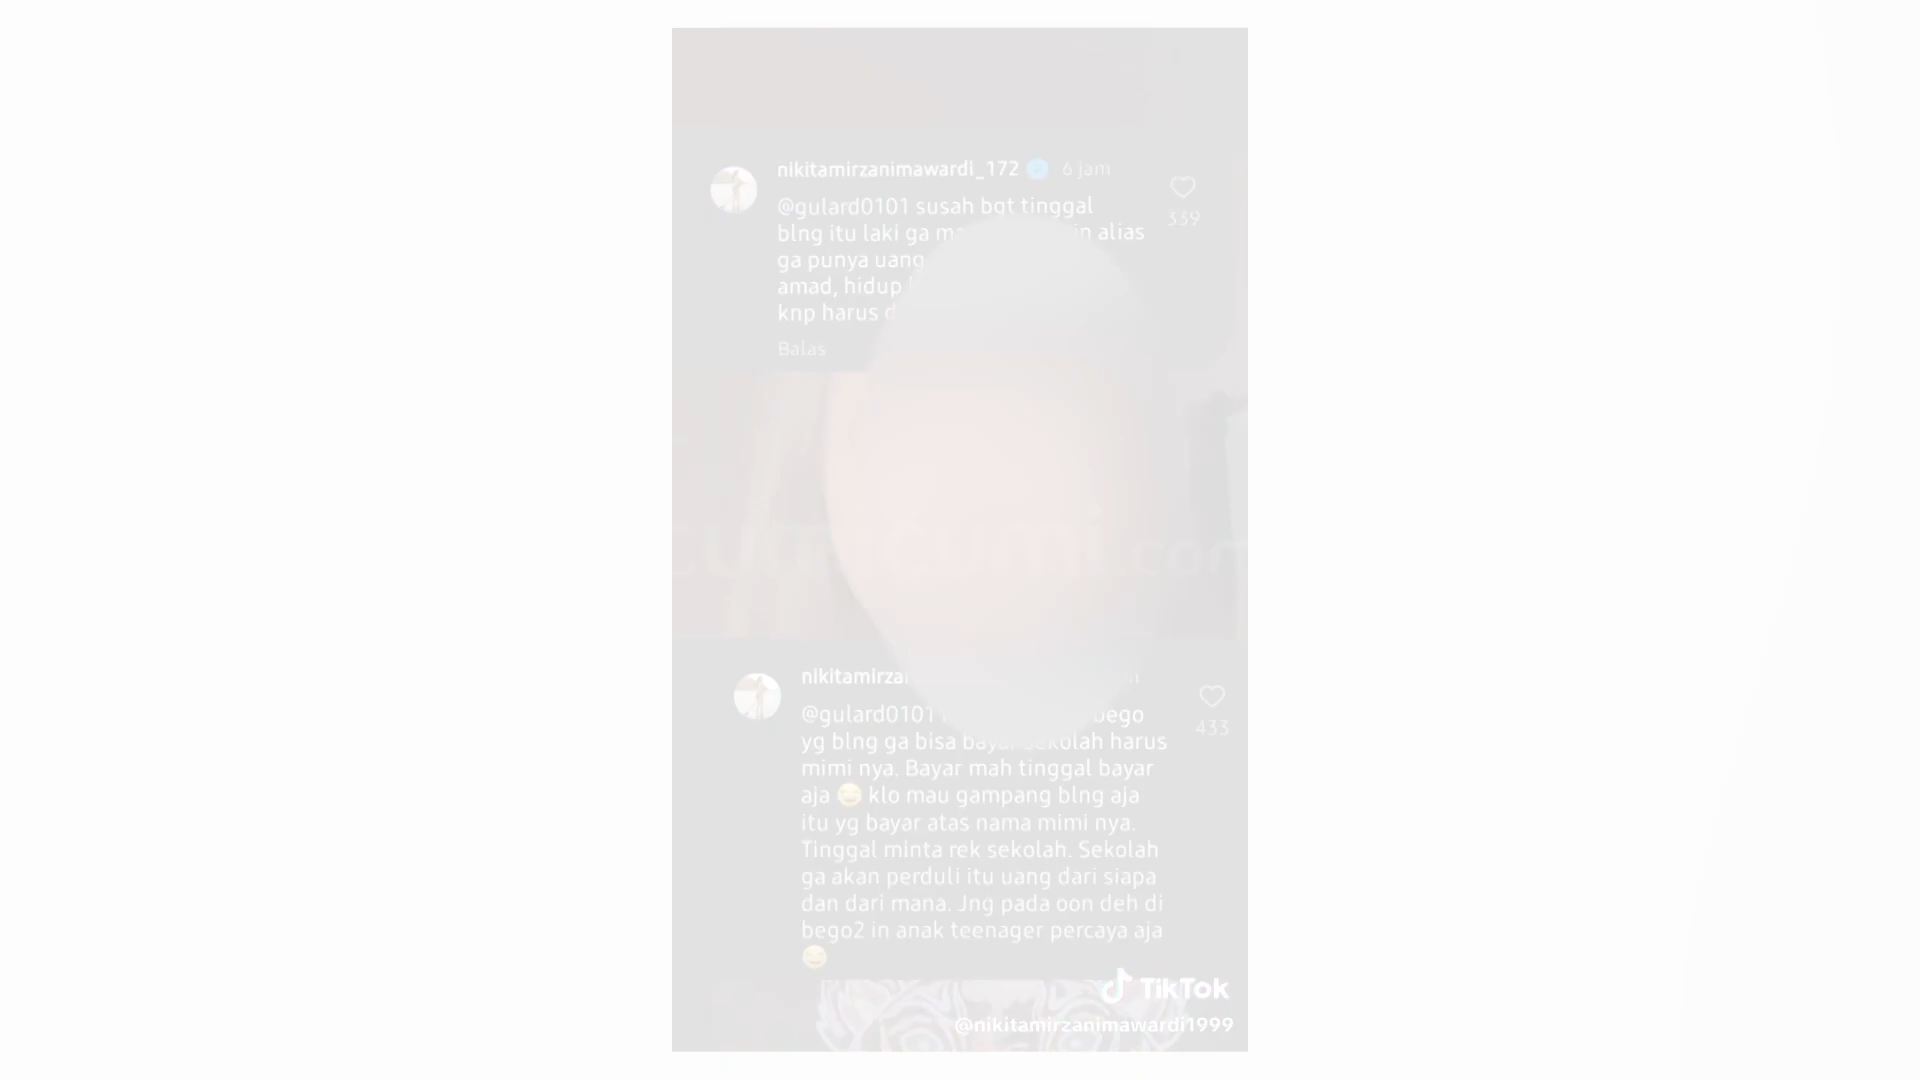 nikitamirzanimawardi_172 6 jam
@gulard0101 susah bgt tinggal
339
blng itu laki ga in alias
ga punya uang
amad, hidup
knp harus
Balas
cumicumi.com
@gulard0101 bego
433
yg blng ga bisa bayar sekolah harus
mimi nya. Bayar mah tinggal bayar
aja 😂 klo mau gampang blng aja
itu yg bayar atas nama mimi nya.
Tinggal minta rek sekolah. Sekolah
ga akan perduli itu uang dari siapa
dan dari mana. Jng pada oon deh di
bego2 in anak teenager percaya aja
😂
TikTok
@nikitamirzanimawardi1999